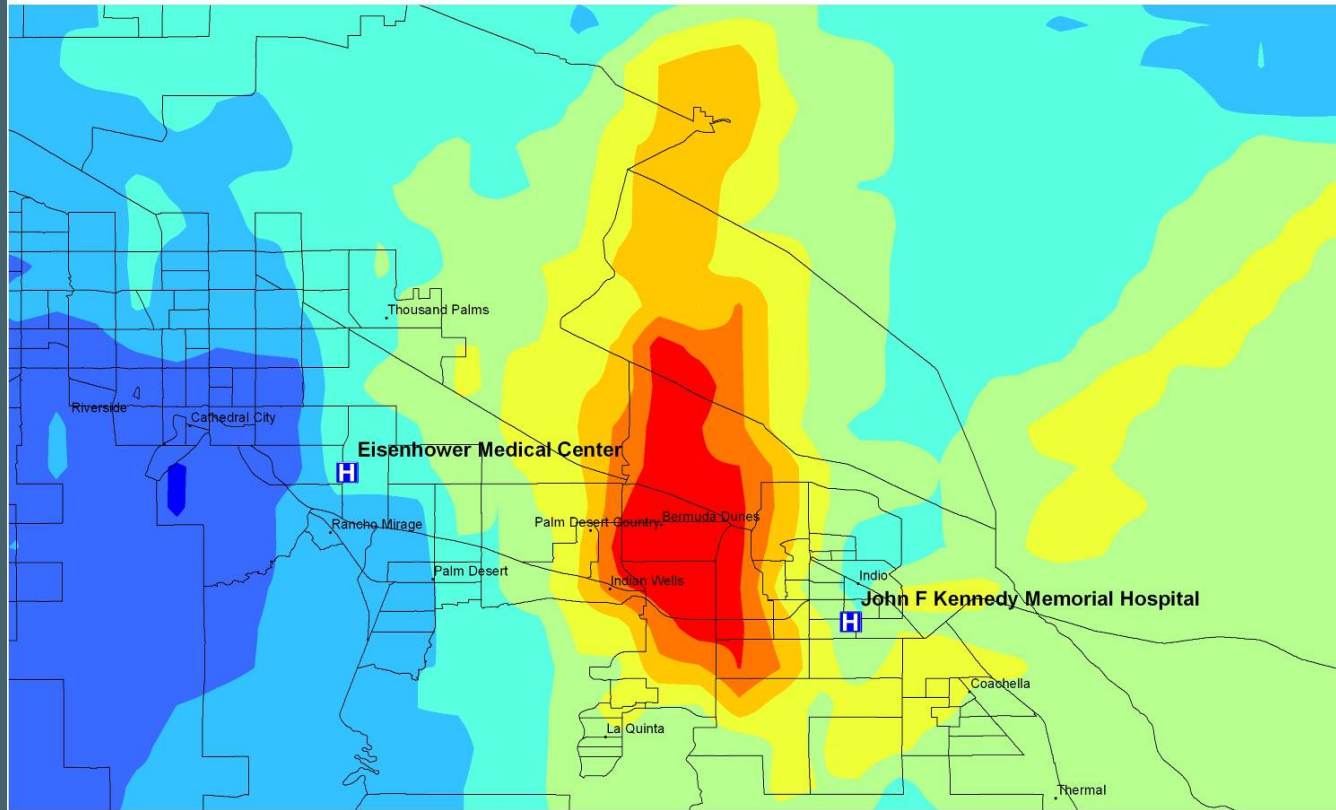 Thousand Palms
Riverside
Cathedral City
Eisenhower Medical Center
H
Rancho Mirage
Palm Desert Country
Bermuda Dunes
Palm Desert
Indian Wells
Indio
John F Kennedy Memorial Hospital
H
Coachella
La Quinta
Thermal